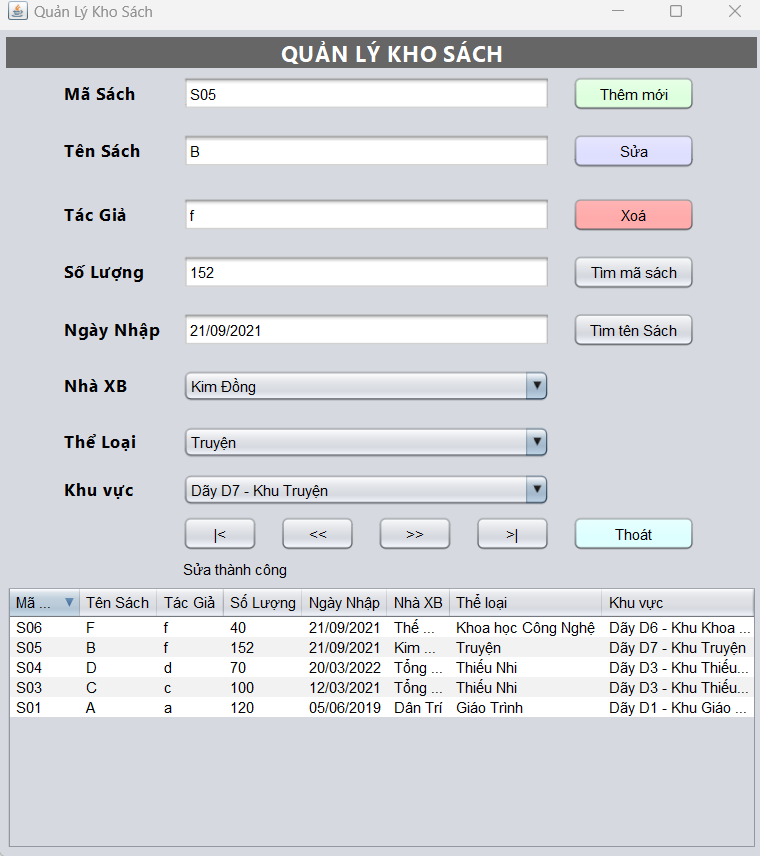 Quản Lý Kho Sách
QUẢN LÝ KHO SÁCH
Mã Sách S05 Thêm mới
Tên Sách B Sửa
Tác Giả f Xoá
Số Lượng 152 Tìm mã sách
Ngày Nhập 21/09/2021 Tìm tên Sách
Nhà XB Kim Đồng
Thể Loại Truyện
Khu vực Dãy D7 - Khu Truyện
|< << >> >| Thoát
Sửa thành công
Mã ... Tên Sách Tác Giả Số Lượng Ngày Nhập Nhà XB Thể loại Khu vực
S06 F f 40 21/09/2021 Thế ... Khoa học Công Nghệ Dãy D6 - Khu Khoa ...
S05 B f 152 21/09/2021 Kim ... Truyện Dãy D7 - Khu Truyện
S04 D d 70 20/03/2022 Tổng ... Thiếu Nhi Dãy D3 - Khu Thiếu...
S03 C c 100 12/03/2021 Tổng ... Thiếu Nhi Dãy D3 - Khu Thiếu...
S01 A a 120 05/06/2019 Dân Trí Giáo Trình Dãy D1 - Khu Giáo ...